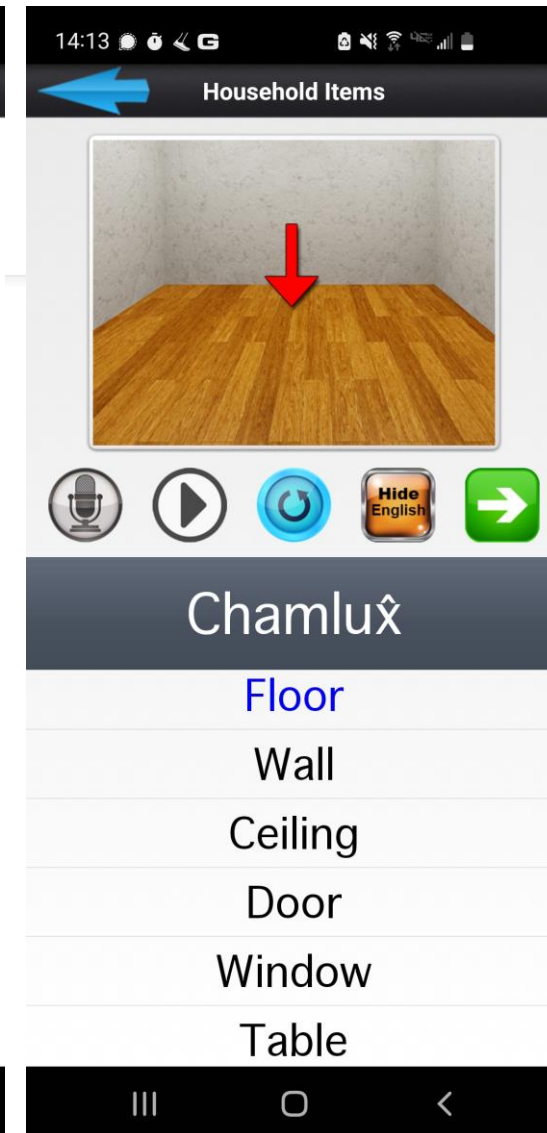 14:13
Household Items
Hide
English
Chamlux̂
Floor
Wall
Ceiling
Door
Window
Table